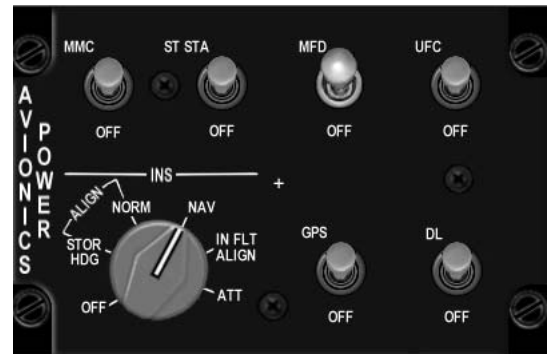 AVIONICS
POWER
MMC
ST STA
MFD
UFC
OFF
OFF
OFF
OFF
INS
ALIGN
NORM
NAV
STOR
HDG
IN FLT
ALIGN
OFF
ATT
GPS
DL
OFF
OFF